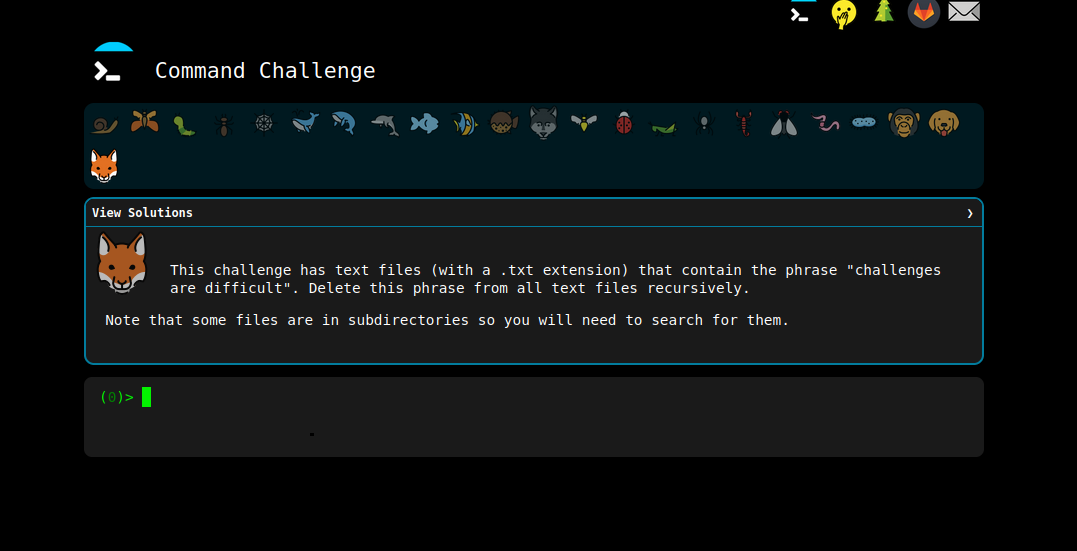 Command Challenge
View Solutions ❯
This challenge has text files (with a .txt extension) that contain the phrase "challenges
are difficult". Delete this phrase from all text files recursively.
Note that some files are in subdirectories so you will need to search for them.
(0)>